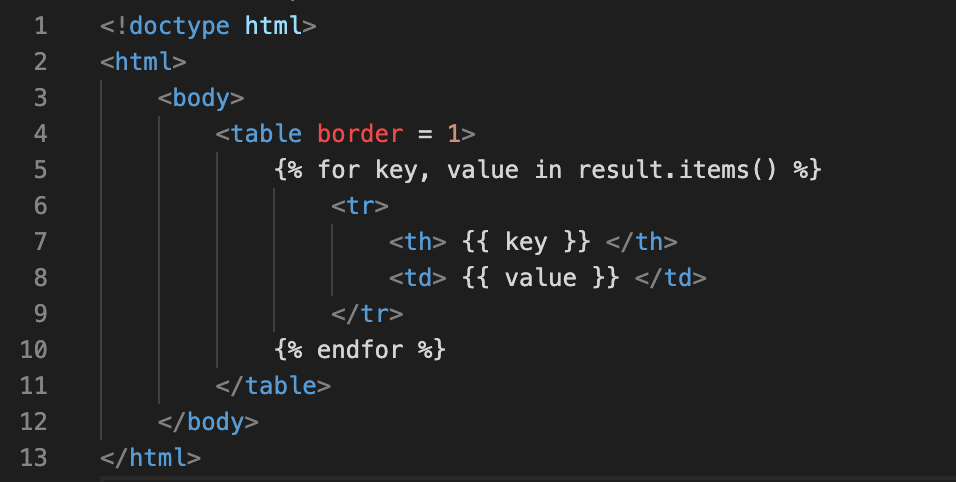 1 <!doctype html>
2 <html>
3 <body>
4 <table border = 1>
5 {% for key, value in result.items() %}
6 <tr>
7 <th> {{ key }} </th>
8 <td> {{ value }} </td>
9 </tr>
10 {% endfor %}
11 </table>
12 </body>
13 </html>